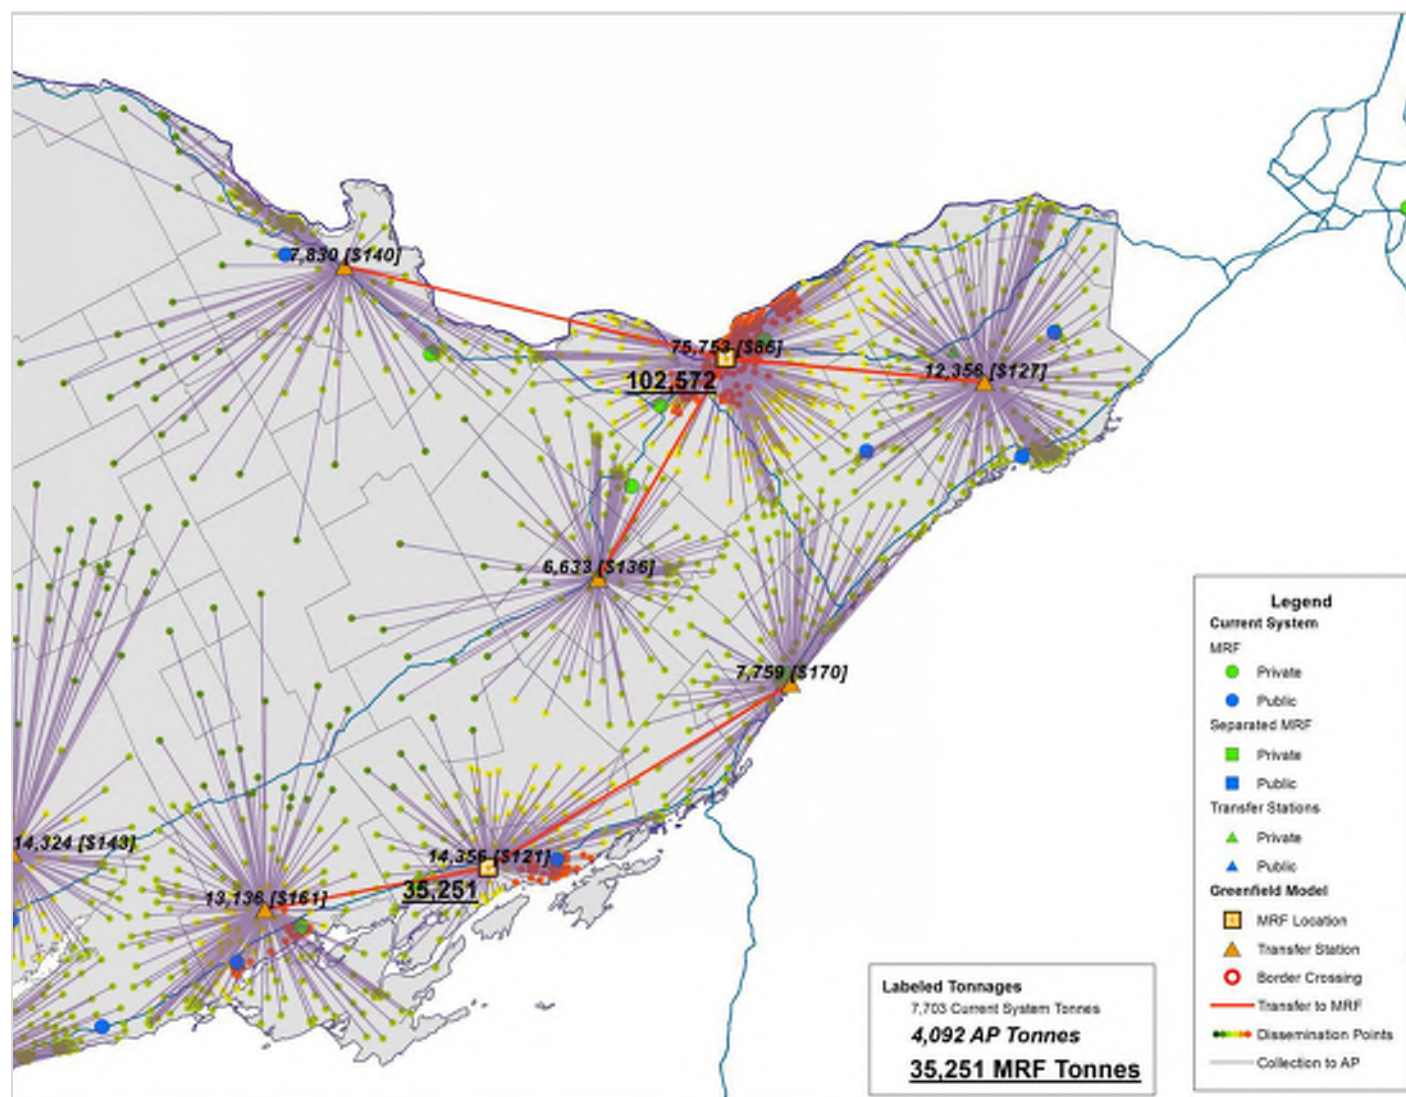 7,830 [$140]
75,753 [$86]
102,572
12,356 [$127]
6,633 [$136]
7,759 [$170]
14,324 [$143]
14,356 [$121]
35,251
13,136 [$161]
Legend
Current System
MRF
Private
Public
Separated MRF
Private
Public
Transfer Stations
Private
Public
Greenfield Model
MRF Location
Transfer Station
Border Crossing
Transfer to MRF
Dissemination Points
Collection to AP
Labeled Tonnages
7,703 Current System Tonnes
4,092 AP Tonnes
35,251 MRF Tonnes